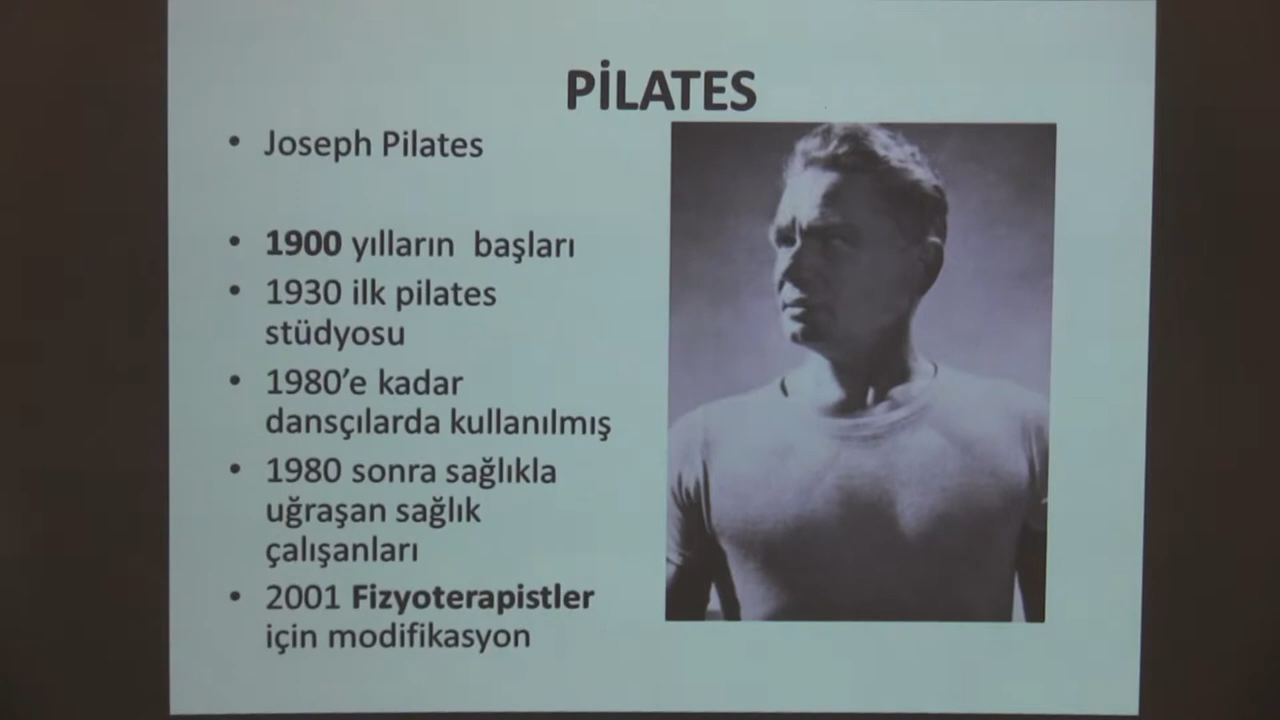 PİLATES
• Joseph Pilates
• 1900 yılların başları
• 1930 ilk pilates
stüdyosu
• 1980’e kadar
dansçılarda kullanılmış
• 1980 sonra sağlıkla
uğraşan sağlık
çalışanları
• 2001 Fizyoterapistler
için modifikasyon